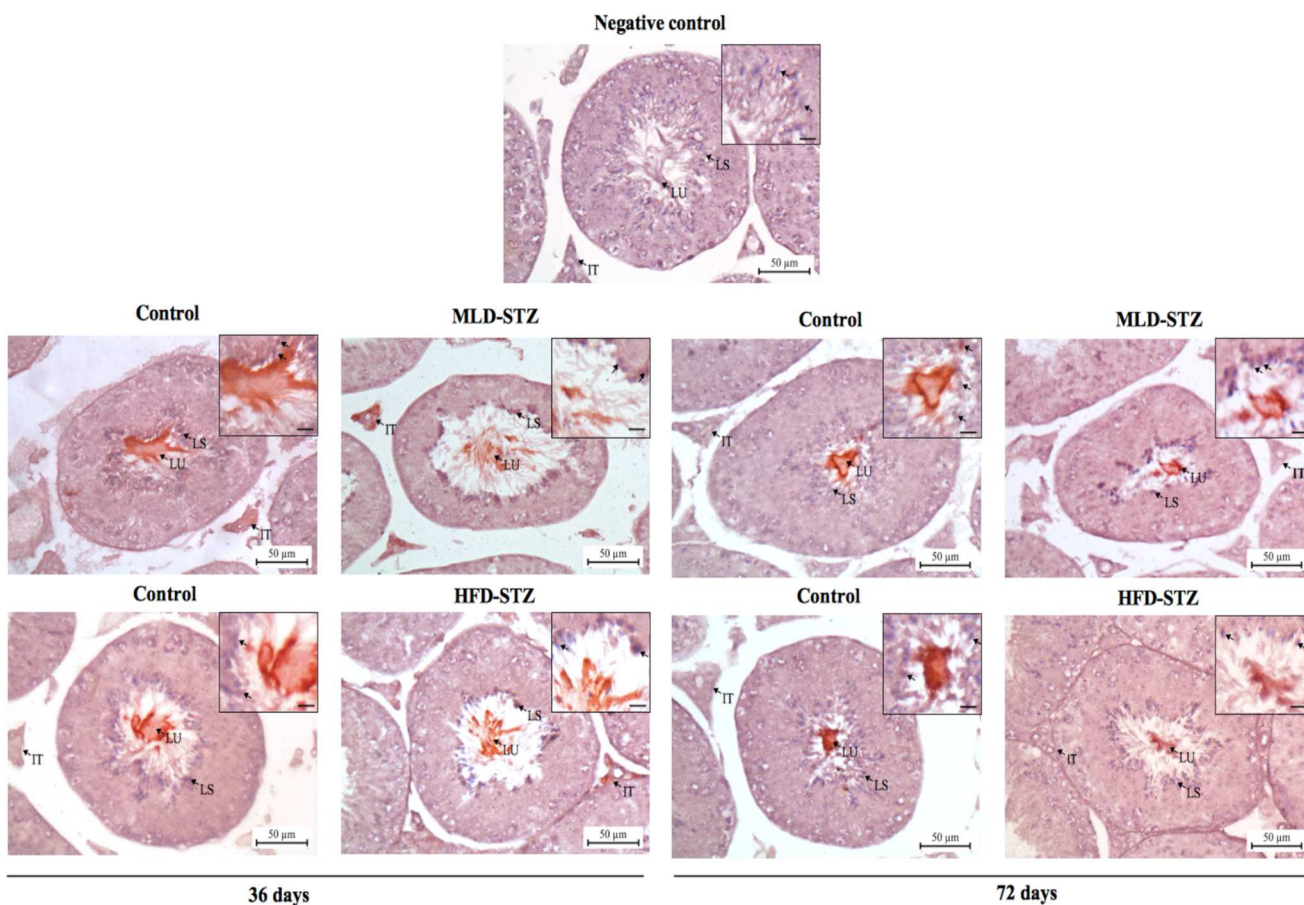 Negative control
LS
LU
IT
50 µm
Control
MLD-STZ
Control
MLD-STZ
LS
LU
IT
50 µm
LS
IT
LU
50 µm
IT
LU
LS
50 µm
LU
IT
LS
50 µm
Control
HFD-STZ
Control
HFD-STZ
LU
IT
LS
50 µm
LS
LU
IT
50 µm
IT
LU
LS
50 µm
IT
LU
LS
50 µm
36 days
72 days